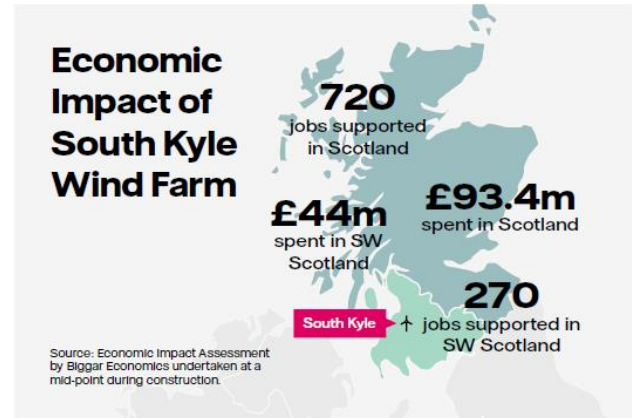 Economic
Impact of
South Kyle
Wind Farm
720
jobs supported
in Scotland
£44m
spent in SW
Scotland
£93.4m
spent in Scotland
270
jobs supported in
SW Scotland
South Kyle
Source: Economic Impact Assessment
by Biggar Economics undertaken at a
mid-point during construction.